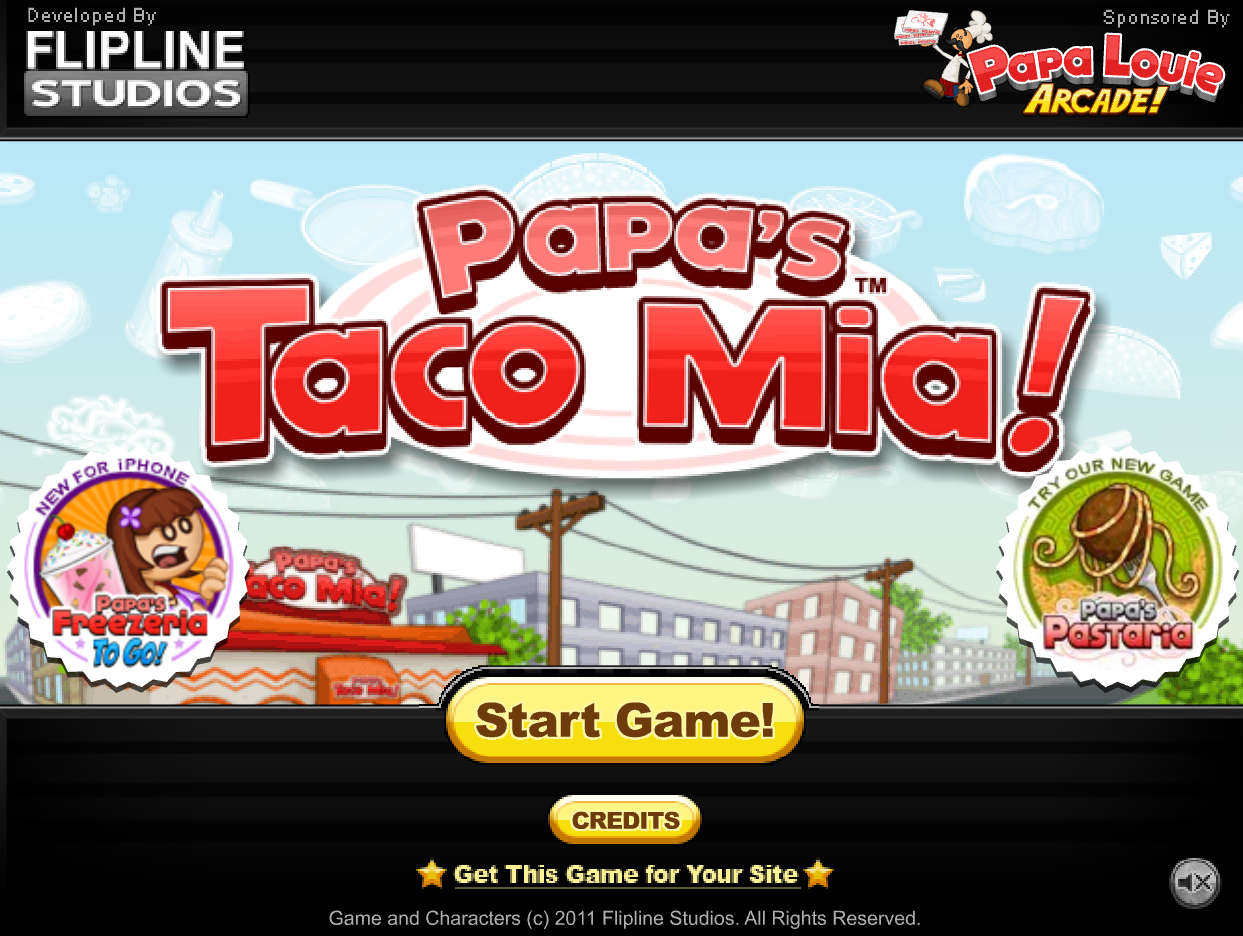 Developed By
FLIPLINE
STUDIOS
Sponsored By
Papa Louie
ARCADE!
Papa's
Taco Mia!™
NEW FOR iPHONE
Papa's
Freezeria
TO GO!
Papa's
Taco Mia!
TRY OUR NEW GAME
Papa's
Pastaria
Start Game!
CREDITS
Get This Game for Your Site
Game and Characters (c) 2011 Flipline Studios. All Rights Reserved.